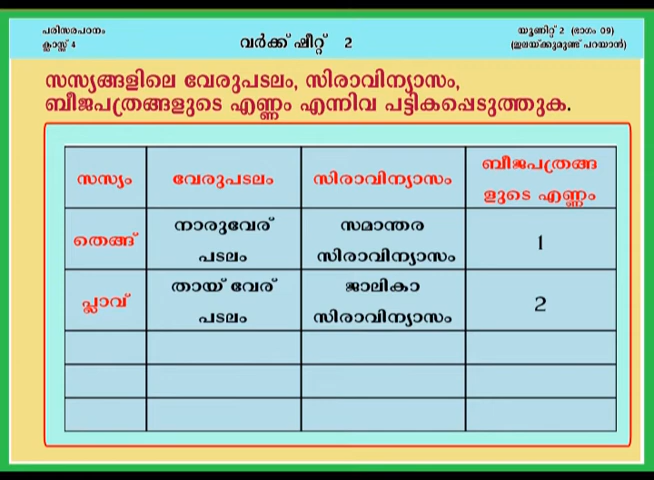 പരിസരപഠനം
ക്ലാസ്സ് 4
വർക്ക് ഷീറ്റ് 2
യൂണിറ്റ് 2 (ഭാഗം 09)
(ഇലയ്ക്കുമുണ്ട് പറയാൻ)
സസ്യങ്ങളിലെ വേരുപടലം, സിരാവിന്യാസം,
ബീജപത്രങ്ങളുടെ എണ്ണം എന്നിവ പട്ടികപ്പെടുത്തുക.
സസ്യം
വേരുപടലം
സിരാവിന്യാസം
ബീജപത്രങ്ങ
ളുടെ എണ്ണം
തെങ്ങ്
നാരുവേര്
പടലം
സമാന്തര
സിരാവിന്യാസം
1
പ്ലാവ്
തായ് വേര്
പടലം
ജാലികാ
സിരാവിന്യാസം
2